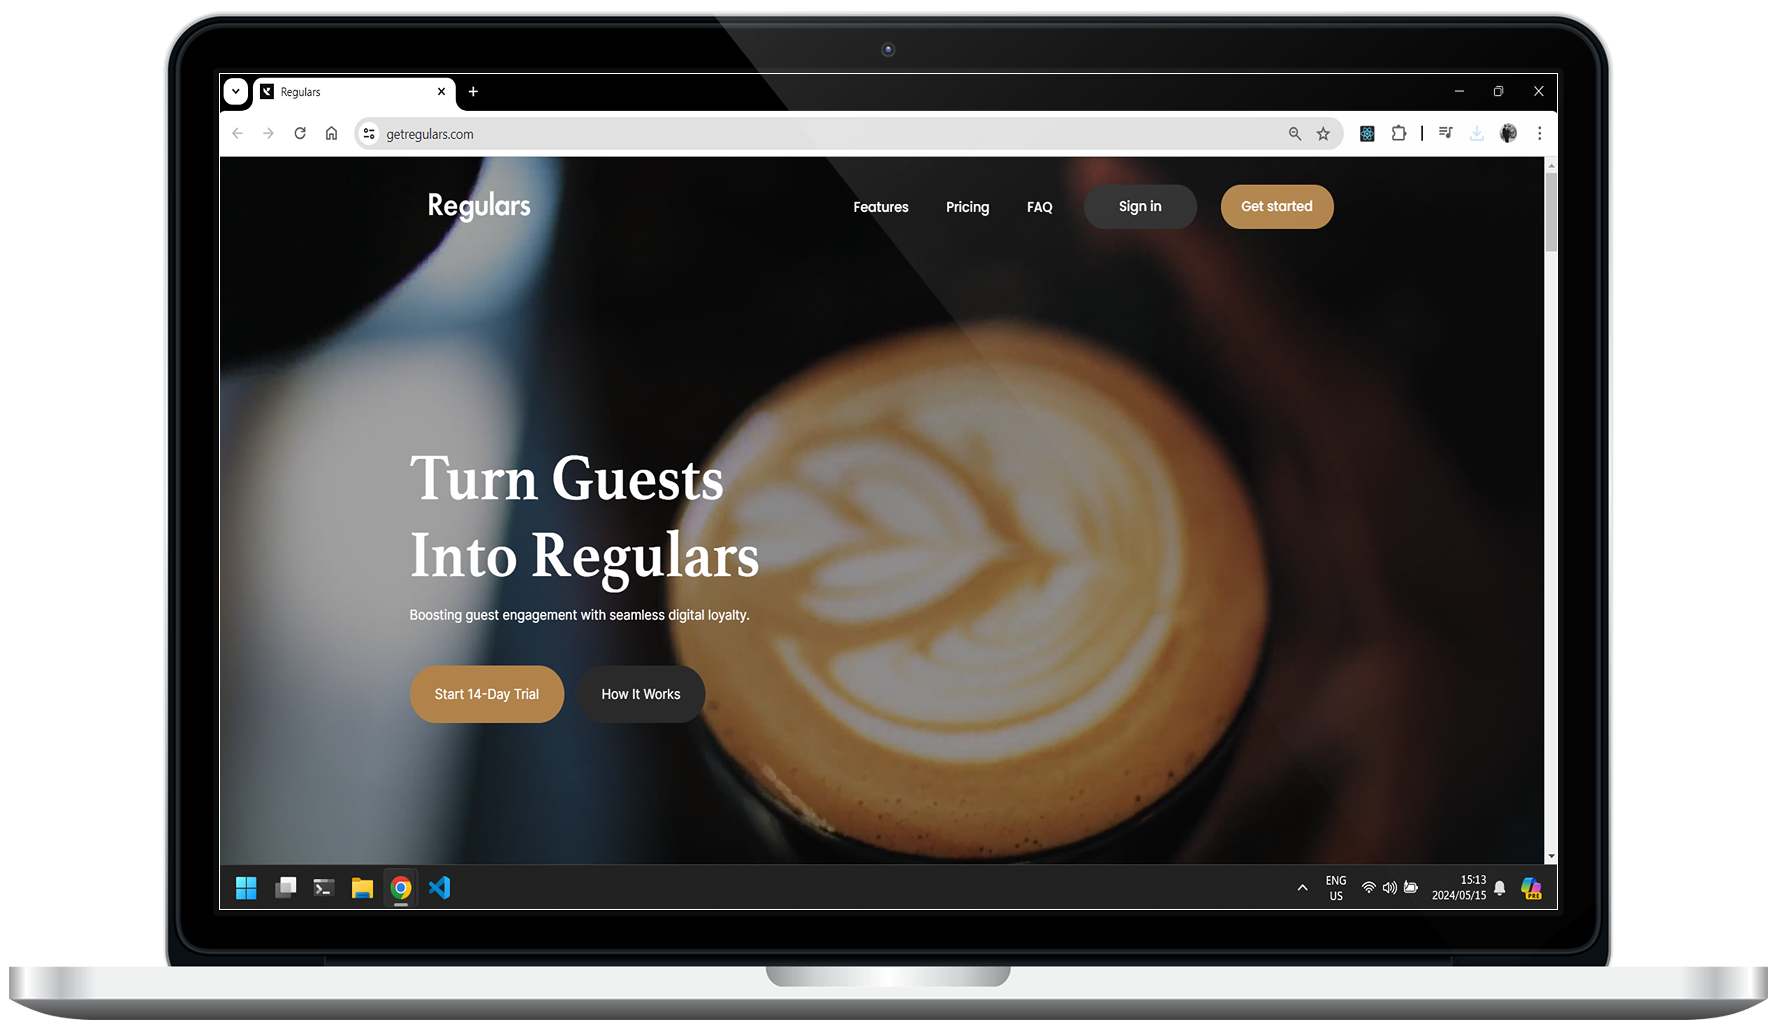 Regulars
getregulars.com
Regulars
Features
Pricing
FAQ
Sign in
Get started
Turn Guests
Into Regulars
Boosting guest engagement with seamless digital loyalty.
Start 14-Day Trial
How It Works
ENG
US
15:13
2024/05/15
PRE